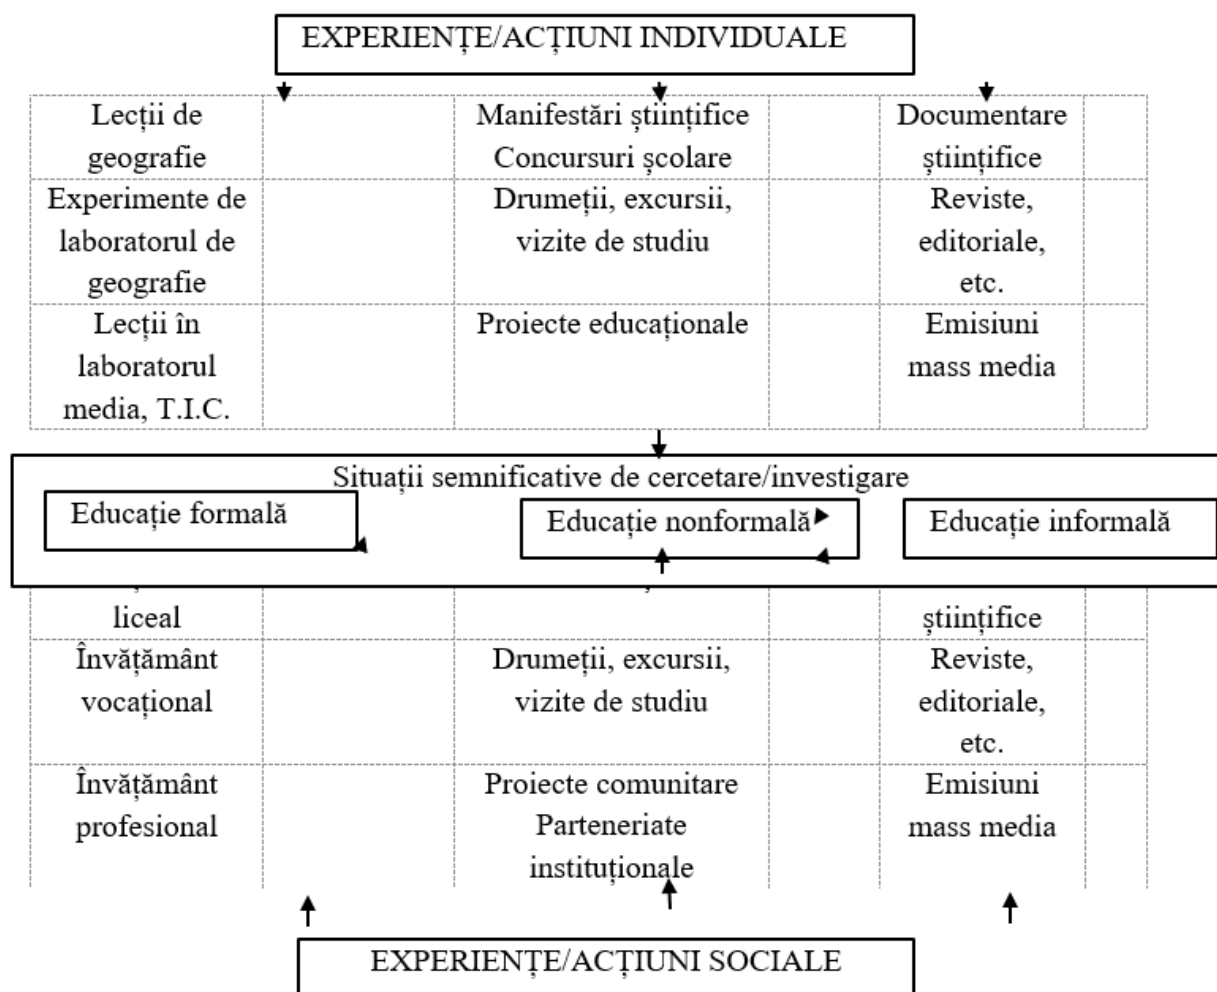 EXPERIENȚE/ACȚIUNI INDIVIDUALE
Lecții de
geografie
Manifestări științifice
Concursuri școlare
Documentare
științifice
Experimente de
laboratorul de
geografie
Drumeții, excursii,
vizite de studiu
Reviste,
editoriale,
etc.
Lecții în
laboratorul
media, T.I.C.
Proiecte educaționale
Emisiuni
mass media
Situații semnificative de cercetare/investigare
Educație formală
Educație nonformală
Educație informală
liceal
științifice
Învățământ
vocațional
Drumeții, excursii,
vizite de studiu
Reviste,
editoriale,
etc.
Învățământ
profesional
Proiecte comunitare
Parteneriate
instituționale
Emisiuni
mass media
EXPERIENȚE/ACȚIUNI SOCIALE